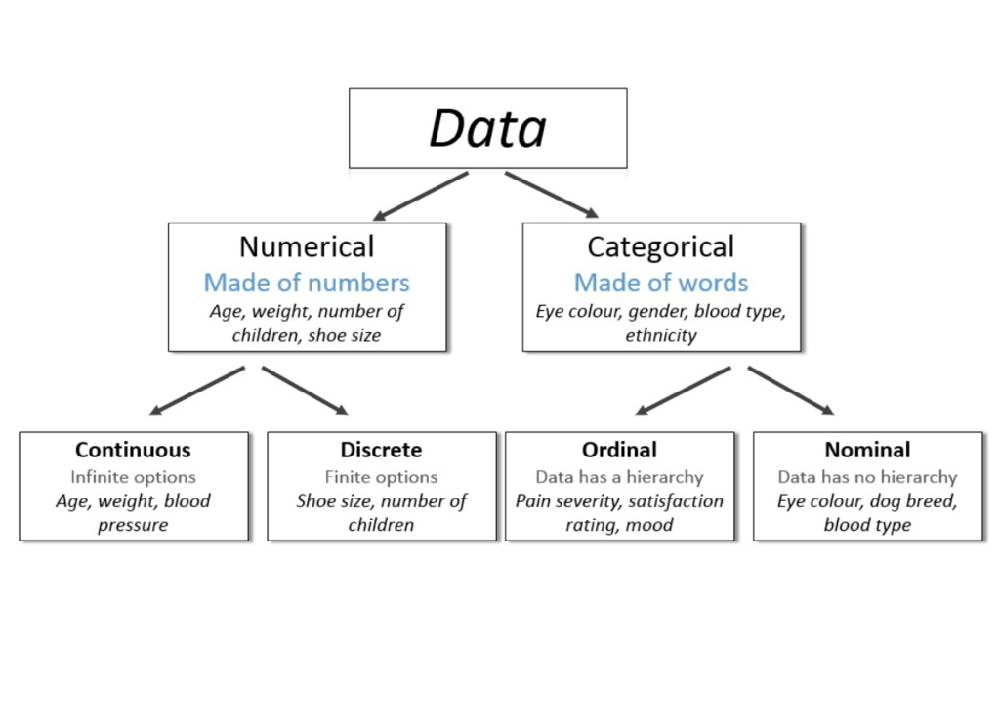 Data
Numerical
Made of numbers
Age, weight, number of
children, shoe size
Categorical
Made of words
Eye colour, gender, blood type,
ethnicity
Continuous
Infinite options
Age, weight, blood
pressure
Discrete
Finite options
Shoe size, number of
children
Ordinal
Data has a hierarchy
Pain severity, satisfaction
rating, mood
Nominal
Data has no hierarchy
Eye colour, dog breed,
blood type